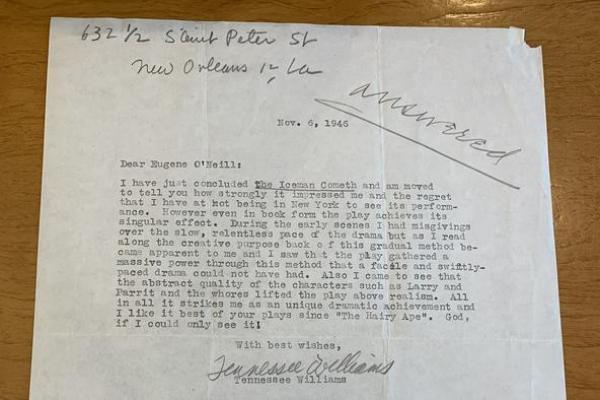 632 1/2 Saint Peter St
New Orleans 12, La
answered
Nov. 6, 1946
Dear Eugene O'Neill:
I have just concluded The Iceman Cometh and am moved
to tell you how strongly it impressed me and the regret
that I have at not being in New York to see its perform-
ance. However even in book form the play achieves its
singular effect. During the early scenes I had misgivings
over the slow, relentless pace of the drama but as I read
along the creative purpose back of this gradual method be-
came apparent to me and I saw that the play gathered a
massive power through this method that a facile and swiftly-
paced drama could not have had. Also I came to see that
the abstract quality of the characters such as Larry and
Parrit and the whores lifted the play above realism. All
in all it strikes me as an unique dramatic achievement and
I like it best of your plays since "The Hairy Ape". God,
if I could only see it!
With best wishes,
Tennessee Williams
Tennessee Williams